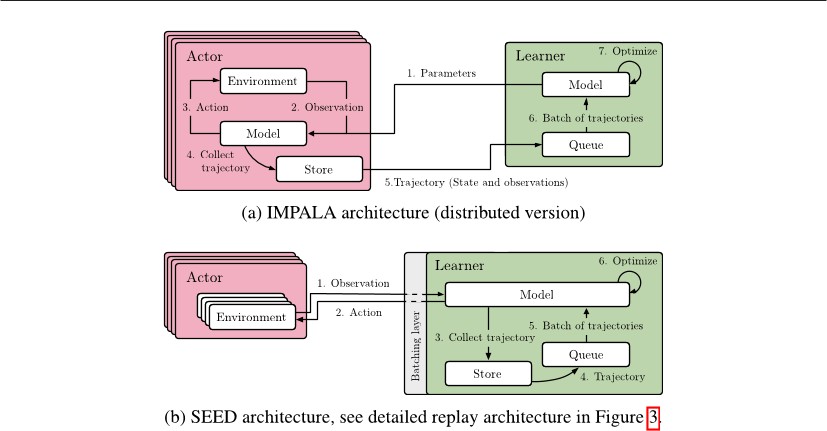 Actor
Environment
3. Action
2. Observation
Model
4. Collect
trajectory
Store
1. Parameters
5.Trajectory (State and observations)
Learner
7. Optimize
Model
6. Batch of trajectories
Queue
(a) IMPALA architecture (distributed version)
Actor
Environment
1. Observation
2. Action
Batching layer
Learner
6. Optimize
Model
3. Collect trajectory
5. Batch of trajectories
Queue
Store
4. Trajectory
(b) SEED architecture, see detailed replay architecture in Figure 3.